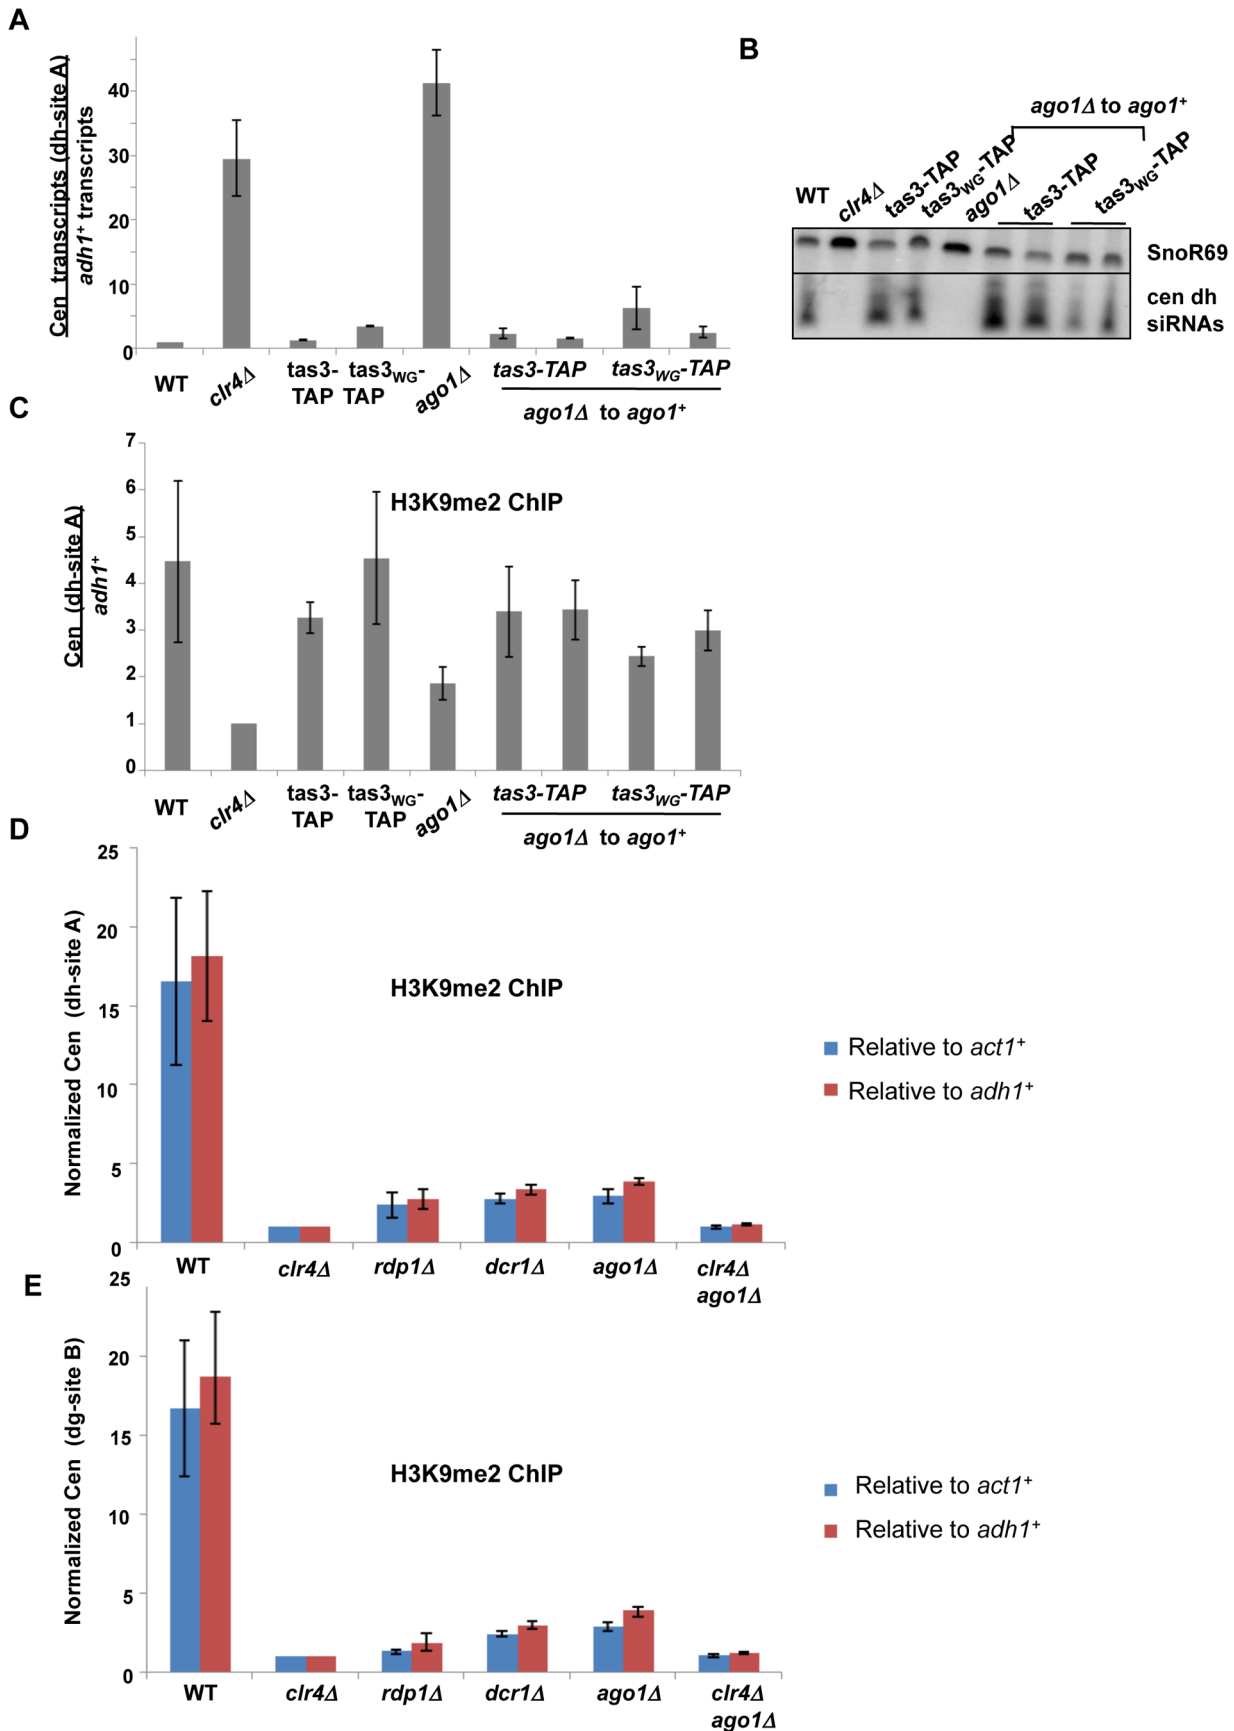 A
Cen transcripts (dh-site A)
adh1+ transcripts
40
30
20
10
0
WT
clr4Δ
tas3-
TAP
tas3WG-
TAP
ago1Δ
tas3-TAP
tas3WG-TAP
ago1Δ to ago1+
B
ago1Δ to ago1+
WT
clr4Δ
tas3-TAP
tas3WG-TAP
ago1Δ
tas3-TAP
tas3WG-TAP
SnoR69
cen dh
siRNAs
C
Cen (dh-site A)
adh1+
7
6
5
4
3
2
1
0
H3K9me2 ChIP
WT
clr4Δ
tas3-
TAP
tas3WG-
TAP
ago1Δ
tas3-TAP
tas3WG-TAP
ago1Δ to ago1+
D
Normalized Cen (dh-site A)
25
20
15
10
5
0
H3K9me2 ChIP
Relative to act1+
Relative to adh1+
WT
clr4Δ
rdp1Δ
dcr1Δ
ago1Δ
clr4Δ
ago1Δ
E
Normalized Cen (dg-site B)
25
20
15
10
5
0
H3K9me2 ChIP
Relative to act1+
Relative to adh1+
WT
clr4Δ
rdp1Δ
dcr1Δ
ago1Δ
clr4Δ
ago1Δ